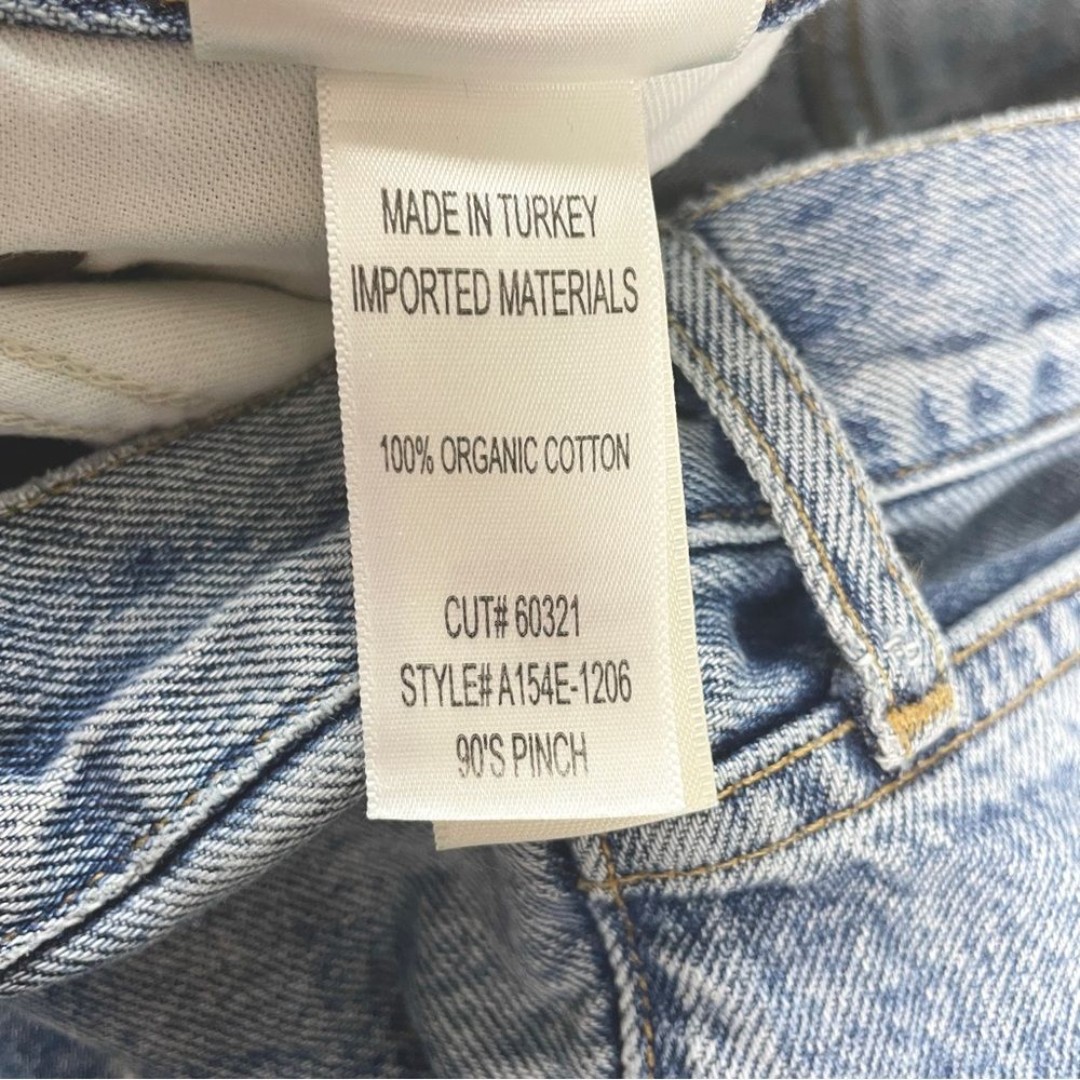 MADE IN TURKEY
IMPORTED MATERIALS
100% ORGANIC COTTON
CUT# 60321
STYLE# A154E-1206
90'S PINCH